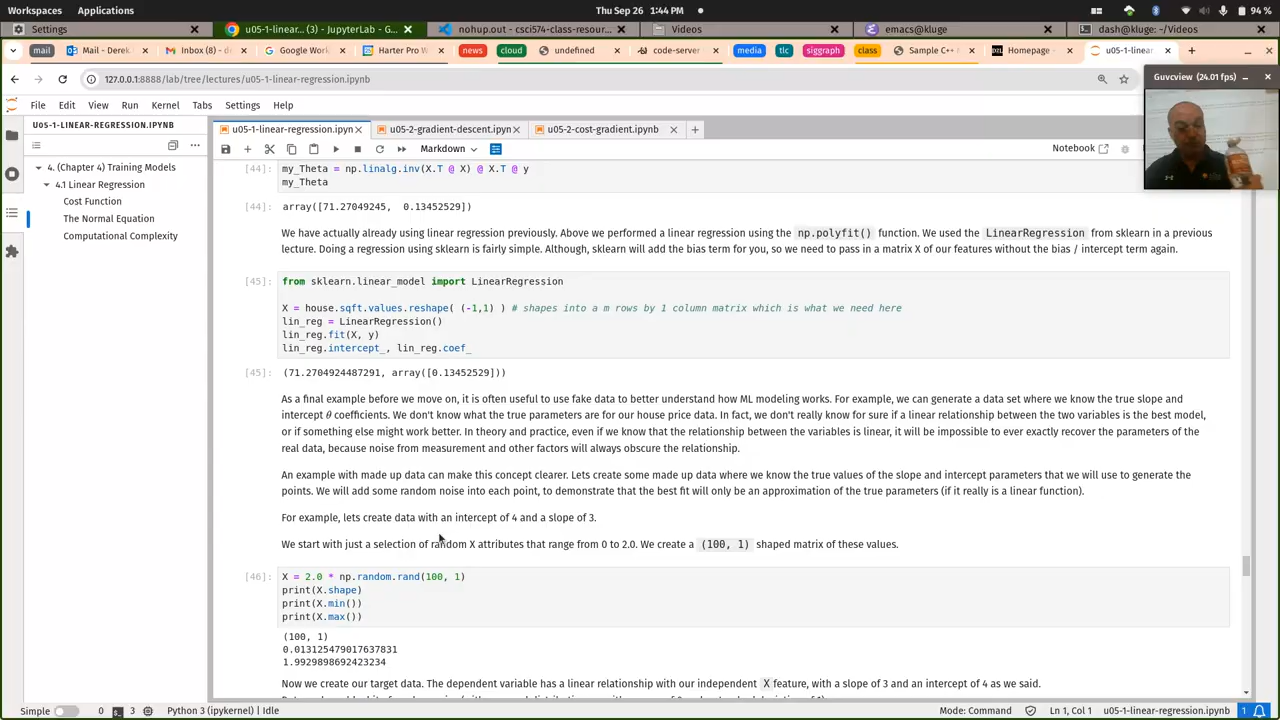 Workspaces Applications Thu Sep 26 1:44 PM 94 %
Settings u05-1-linear-... (3) - JupyterLab - G... nohup.out - csci574-class-resour... Videos emacs@kluge dash@kluge: ~/Videos
mail Mail - Derek Inbox (8) - d Google Work Harter Pro W news cloud undefined code-server media tlc siggraph class Sample C++ A Homepage - u05-1-linear
127.0.0.1:8888/lab/tree/lectures/u05-1-linear-regression.ipynb
Guvcview (24.01 fps)
File Edit View Run Kernel Tabs Settings Help
U05-1-LINEAR-REGRESSION.IPYNB
u05-1-linear-regression.ipyn u05-2-gradient-descent.ipyn u05-2-cost-gradient.ipynb
Markdown Notebook
4. (Chapter 4) Training Models
4.1 Linear Regression
Cost Function
The Normal Equation
Computational Complexity
[44]: my_Theta = np.linalg.inv(X.T @ X) @ X.T @ y
my_Theta
[44]: array([71.27049245, 0.13452529])
We have actually already using linear regression previously. Above we performed a linear regression using the np.polyfit() function. We used the LinearRegression from sklearn in a previous
lecture. Doing a regression using sklearn is fairly simple. Although, sklearn will add the bias term for you, so we need to pass in a matrix X of our features without the bias / intercept term again.
[45]: from sklearn.linear_model import LinearRegression
X = house.sqft.values.reshape( (-1,1) ) # shapes into a m rows by 1 column matrix which is what we need here
lin_reg = LinearRegression()
lin_reg.fit(X, y)
lin_reg.intercept_, lin_reg.coef_
[45]: (71.2704924487291, array([0.13452529]))
As a final example before we move on, it is often useful to use fake data to better understand how ML modeling works. For example, we can generate a data set where we know the true slope and
intercept θ coefficients. We don't know what the true parameters are for our house price data. In fact, we don't really know for sure if a linear relationship between the two variables is the best model,
or if something else might work better. In theory and practice, even if we know that the relationship between the variables is linear, it will be impossible to ever exactly recover the parameters of the
real data, because noise from measurement and other factors will always obscure the relationship.
An example with made up data can make this concept clearer. Lets create some made up data where we know the true values of the slope and intercept parameters that we will use to generate the
points. We will add some random noise into each point, to demonstrate that the best fit will only be an approximation of the true parameters (if it really is a linear function).
For example, lets create data with an intercept of 4 and a slope of 3.
We start with just a selection of random X attributes that range from 0 to 2.0. We create a (100, 1) shaped matrix of these values.
[46]: X = 2.0 * np.random.rand(100, 1)
print(X.shape)
print(X.min())
print(X.max())
(100, 1)
0.013125479017637831
1.9929898692423234
Now we create our target data. The dependent variable has a linear relationship with our independent X feature, with a slope of 3 and an intercept of 4 as we said.
Simple 0 3 Python 3 (ipykernel) | Idle Mode: Command Ln 1, Col 1 u05-1-linear-regression.ipynb 1